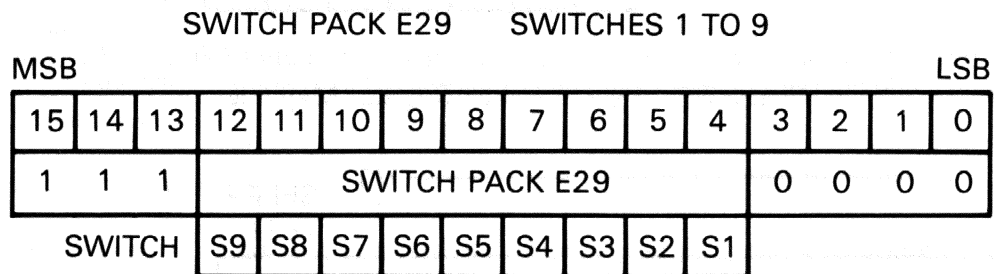 SWITCH PACK E29 SWITCHES 1 TO 9
MSB LSB
15 14 13 12 11 10 9 8 7 6 5 4 3 2 1 0
1 1 1 SWITCH PACK E29 0 0 0 0
SWITCH S9 S8 S7 S6 S5 S4 S3 S2 S1